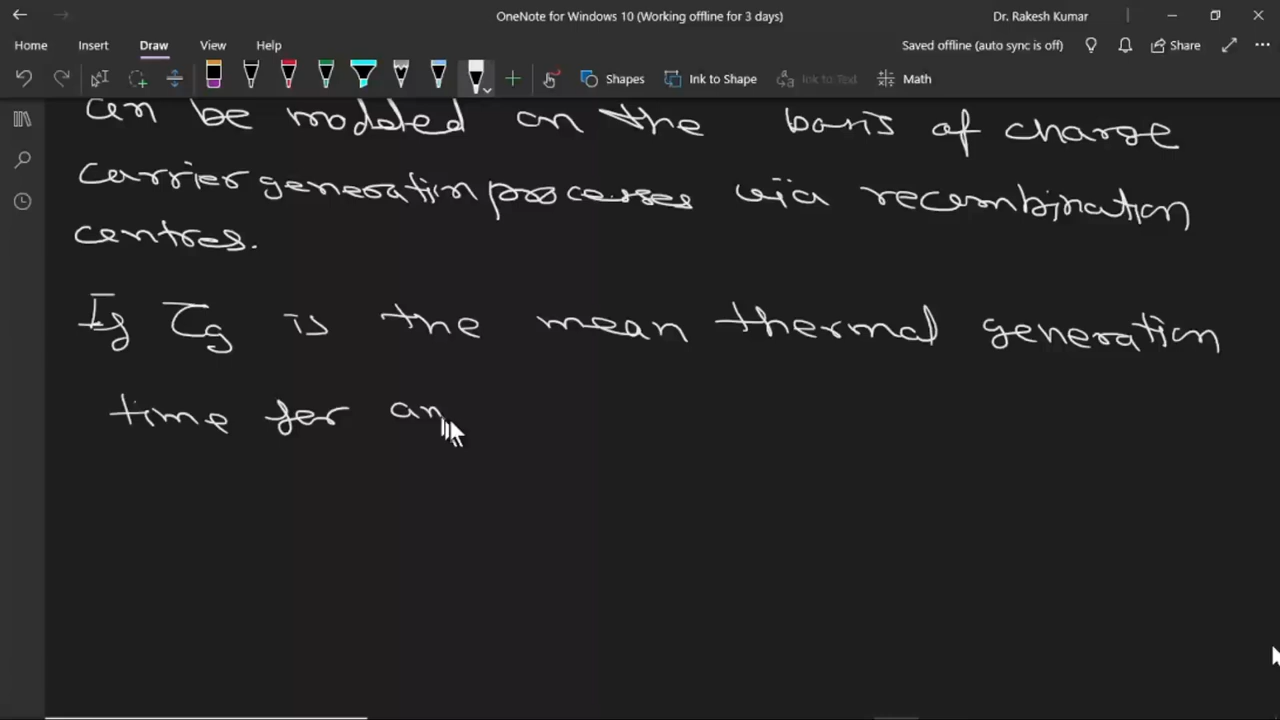 OneNote for Windows 10 (Working offline for 3 days)
Dr. Rakesh Kumar
Home Insert Draw View Help
Saved offline (auto sync is off)
Share
Shapes
Ink to Shape
Ink to Text
Math
can be modeled on the basis of charge
carrier generation processes via recombination
centres.
If τg is the mean thermal generation
time for an